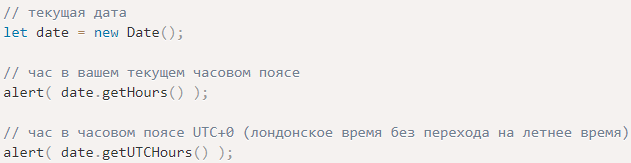 // текущая дата
let date = new Date();
// час в вашем текущем часовом поясе
alert( date.getHours() );
// час в часовом поясе UTC+0 (лондонское время без перехода на летнее время)
alert( date.getUTCHours() );